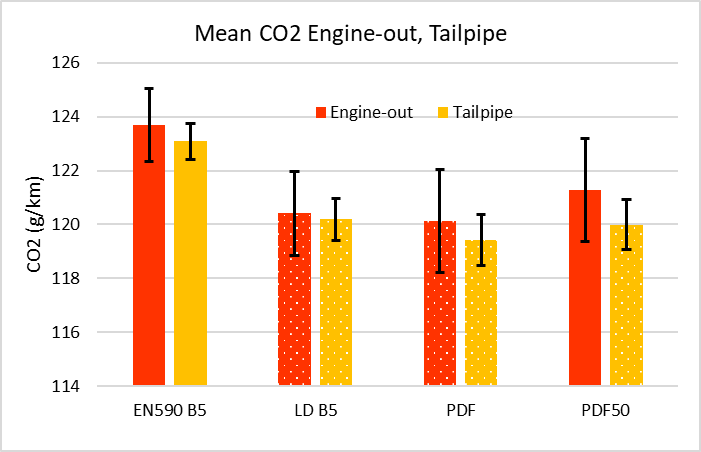 Mean CO2 Engine-out, Tailpipe
126
124
122
120
118
116
114
CO2 (g/km)
Engine-out Tailpipe
EN590 B5 LD B5 PDF PDF50